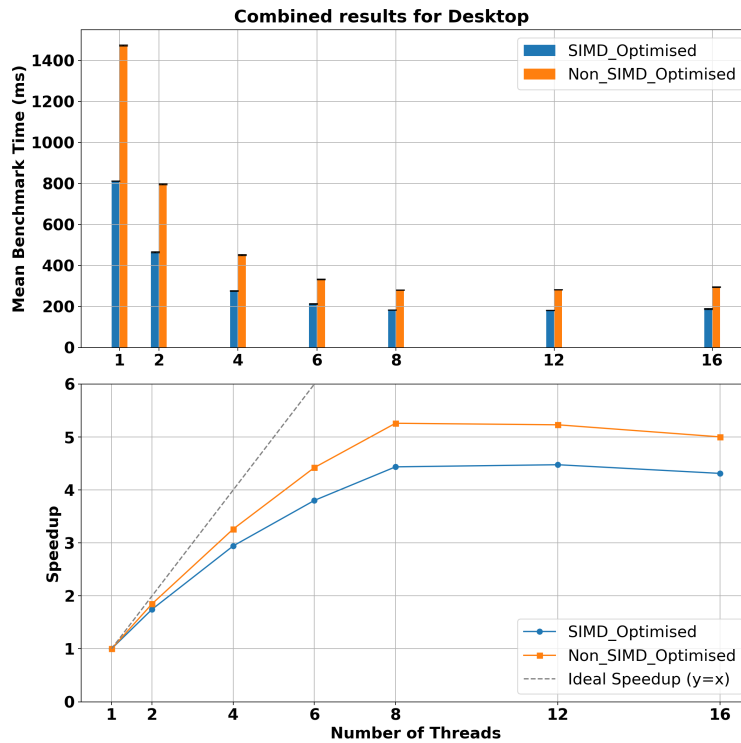 Combined results for Desktop
Mean Benchmark Time (ms)
1400
1200
1000
800
600
400
200
0
SIMD_Optimised
Non_SIMD_Optimised
1 2 4 6 8 12 16
Speedup
6
5
4
3
2
1
0
SIMD_Optimised
Non_SIMD_Optimised
Ideal Speedup (y=x)
1 2 4 6 8 12 16
Number of Threads